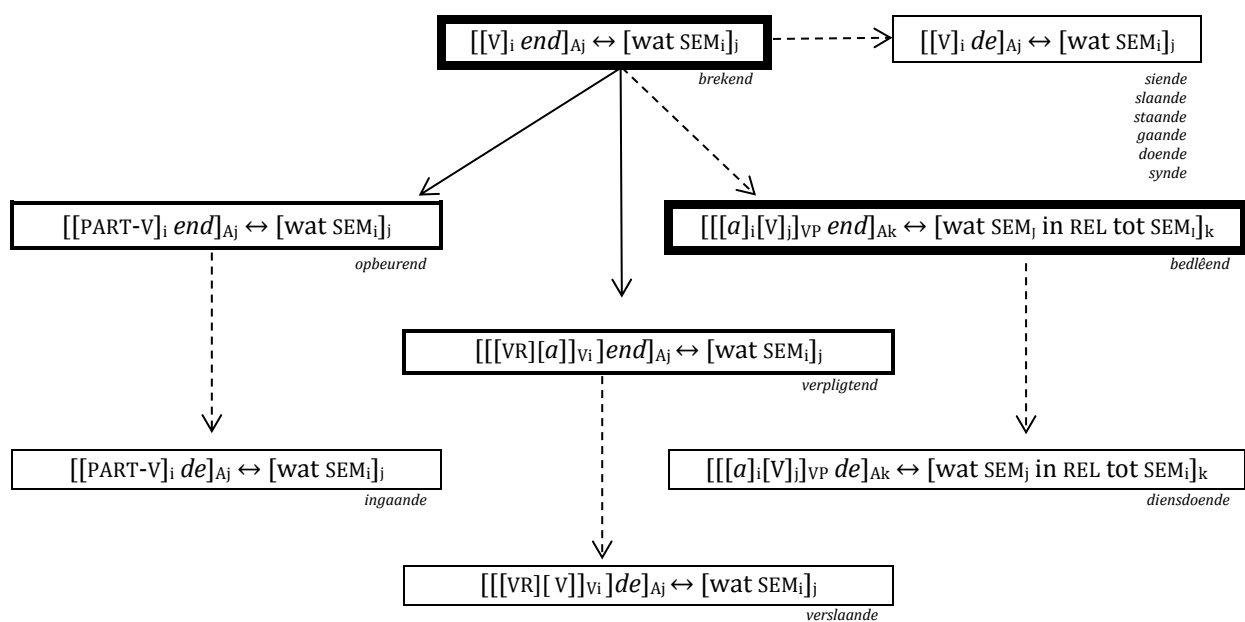 [[V]i end]Aj ↔ [wat SEMi]j
brekend
[[V]i de]Aj ↔ [wat SEMi]j
siende
slaande
staande
gaande
doende
synde
[[PART-V]i end]Aj ↔ [wat SEMi]j
opbeurend
[[[a]i[V]j]VP end]Ak ↔ [wat SEMJ in REL tot SEMI]k
bedlêend
[[[VR][a]]Vi ]end]Aj ↔ [wat SEMi]j
verpligtend
[[PART-V]i de]Aj ↔ [wat SEMi]j
ingaande
[[[a]i[V]j]VP de]Ak ↔ [wat SEMj in REL tot SEMi]k
diensdoende
[[[VR][ V]]Vi ]de]Aj ↔ [wat SEMi]j
verslaande